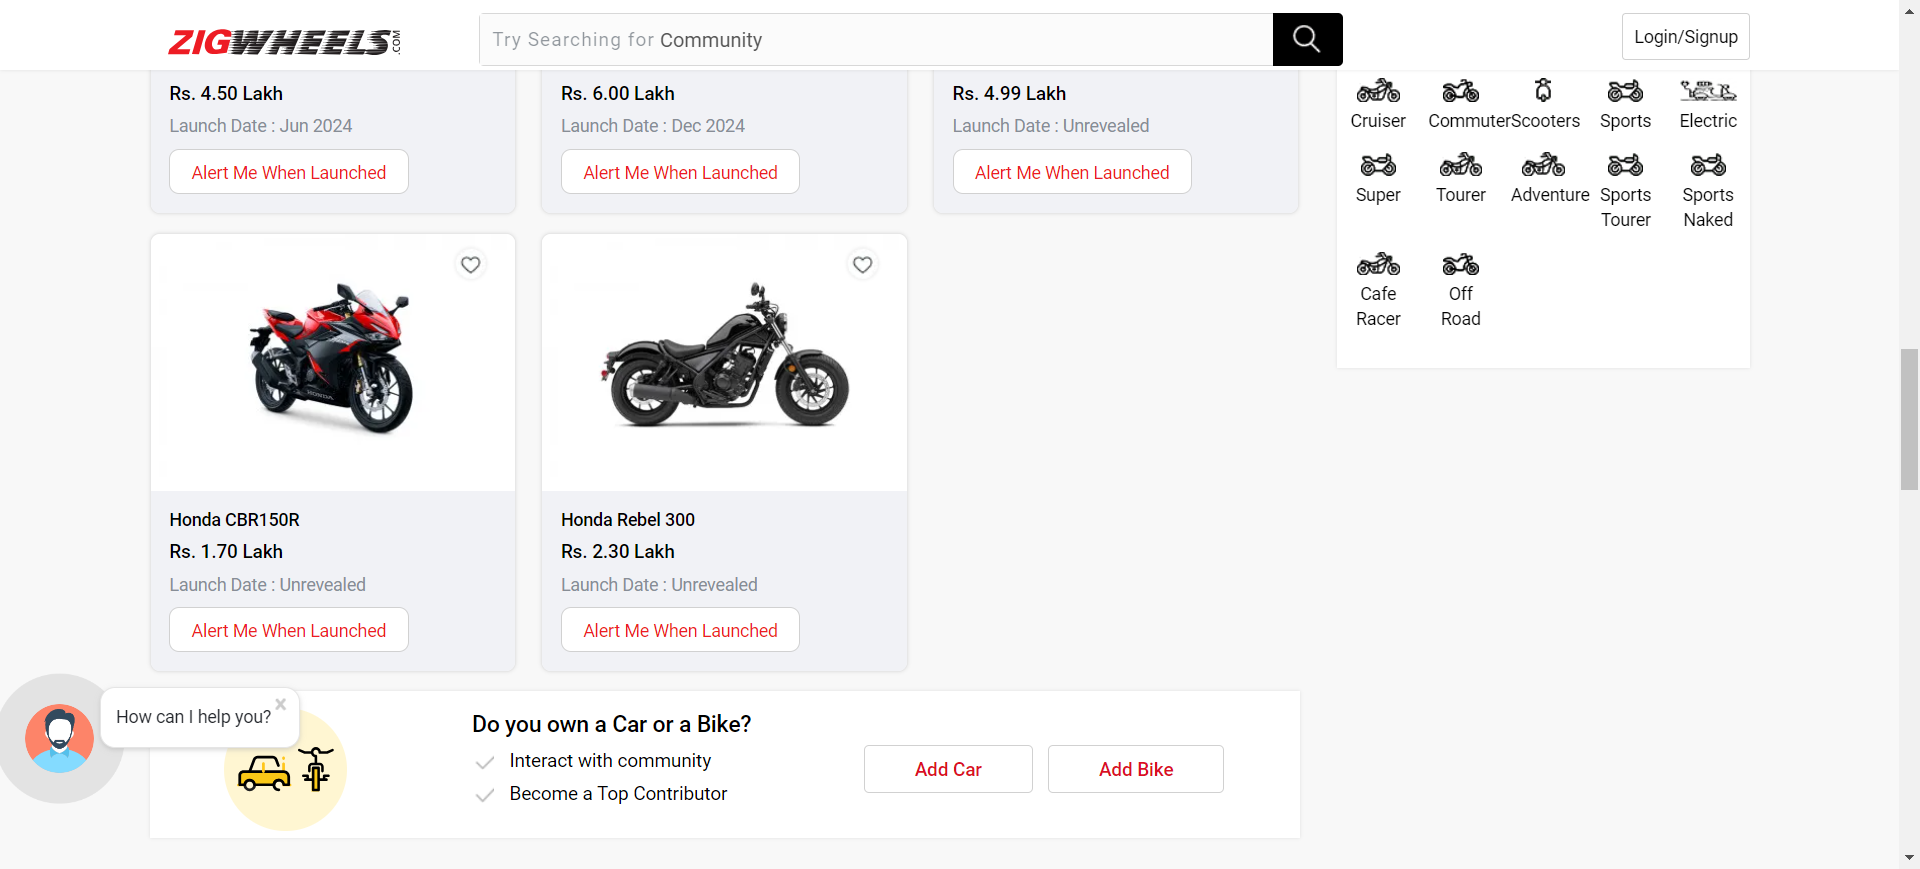 ZIGWHEELS.COM
Try Searching for Community
Login/Signup
Rs. 4.50 Lakh
Launch Date : Jun 2024
Alert Me When Launched
Rs. 6.00 Lakh
Launch Date : Dec 2024
Alert Me When Launched
Rs. 4.99 Lakh
Launch Date : Unrevealed
Alert Me When Launched
Cruiser
Commuter
Scooters
Sports
Electric
Super
Tourer
Adventure
Sports
Tourer
Sports
Naked
Cafe
Racer
Off
Road
HONDA
Honda CBR150R
Rs. 1.70 Lakh
Launch Date : Unrevealed
Alert Me When Launched
Honda Rebel 300
Rs. 2.30 Lakh
Launch Date : Unrevealed
Alert Me When Launched
How can I help you?
Do you own a Car or a Bike?
Interact with community
Become a Top Contributor
Add Car
Add Bike